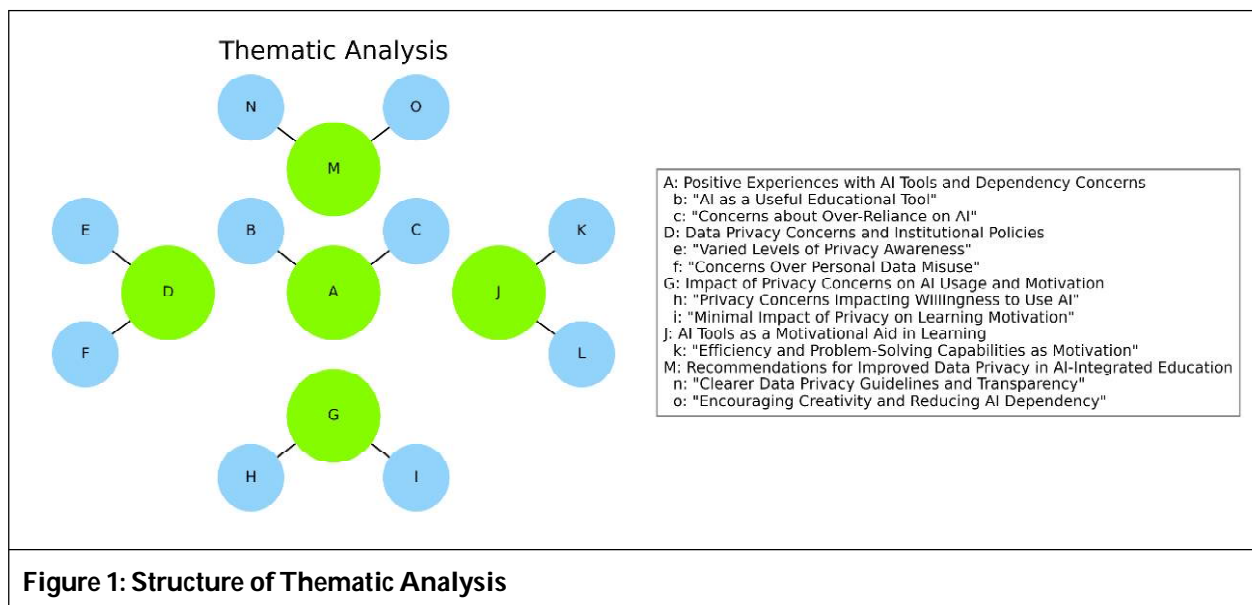 Thematic Analysis
N
O
M
E
B
C
K
D
A
J
F
L
G
H
I
A: Positive Experiences with AI Tools and Dependency Concerns
b: "AI as a Useful Educational Tool"
c: "Concerns about Over-Reliance on AI"
D: Data Privacy Concerns and Institutional Policies
e: "Varied Levels of Privacy Awareness"
f: "Concerns Over Personal Data Misuse"
G: Impact of Privacy Concerns on AI Usage and Motivation
h: "Privacy Concerns Impacting Willingness to Use AI"
i: "Minimal Impact of Privacy on Learning Motivation"
J: AI Tools as a Motivational Aid in Learning
k: "Efficiency and Problem-Solving Capabilities as Motivation"
M: Recommendations for Improved Data Privacy in AI-Integrated Education
n: "Clearer Data Privacy Guidelines and Transparency"
o: "Encouraging Creativity and Reducing AI Dependency"
Figure 1: Structure of Thematic Analysis